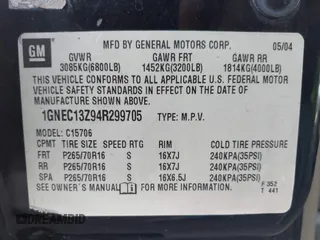 GM
MFD BY GENERAL MOTORS CORP. 05/04
GVWR GAWR FRT GAWR RR
3085KG(6800LB) 1452KG(3200LB) 1814KG(4000LB)
THIS VEHICLE CONFORMS TO ALL APPLICABLE U.S. FEDERAL MOTOR
VEHICLE SAFETY STANDARDS IN EFFECT ON THE DATE OF
MANUFACTURE SHOWN ABOVE.
1GNEC13Z94R299705 TYPE: M.P.V.
MODEL: C15706
TIRE SIZE SPEED RTG RIM COLD TIRE PRESSURE
FRT P265/70R16 S 16X7J 240KPA(35PSI)
RR P265/70R16 S 16X7J 240KPA(35PSI)
SPA P265/70R16 S 16X6.5J 240KPA(35PSI)
SEE OWNER'S MANUAL FOR MORE INFORMATION. F 352
T 441
DREAMBID